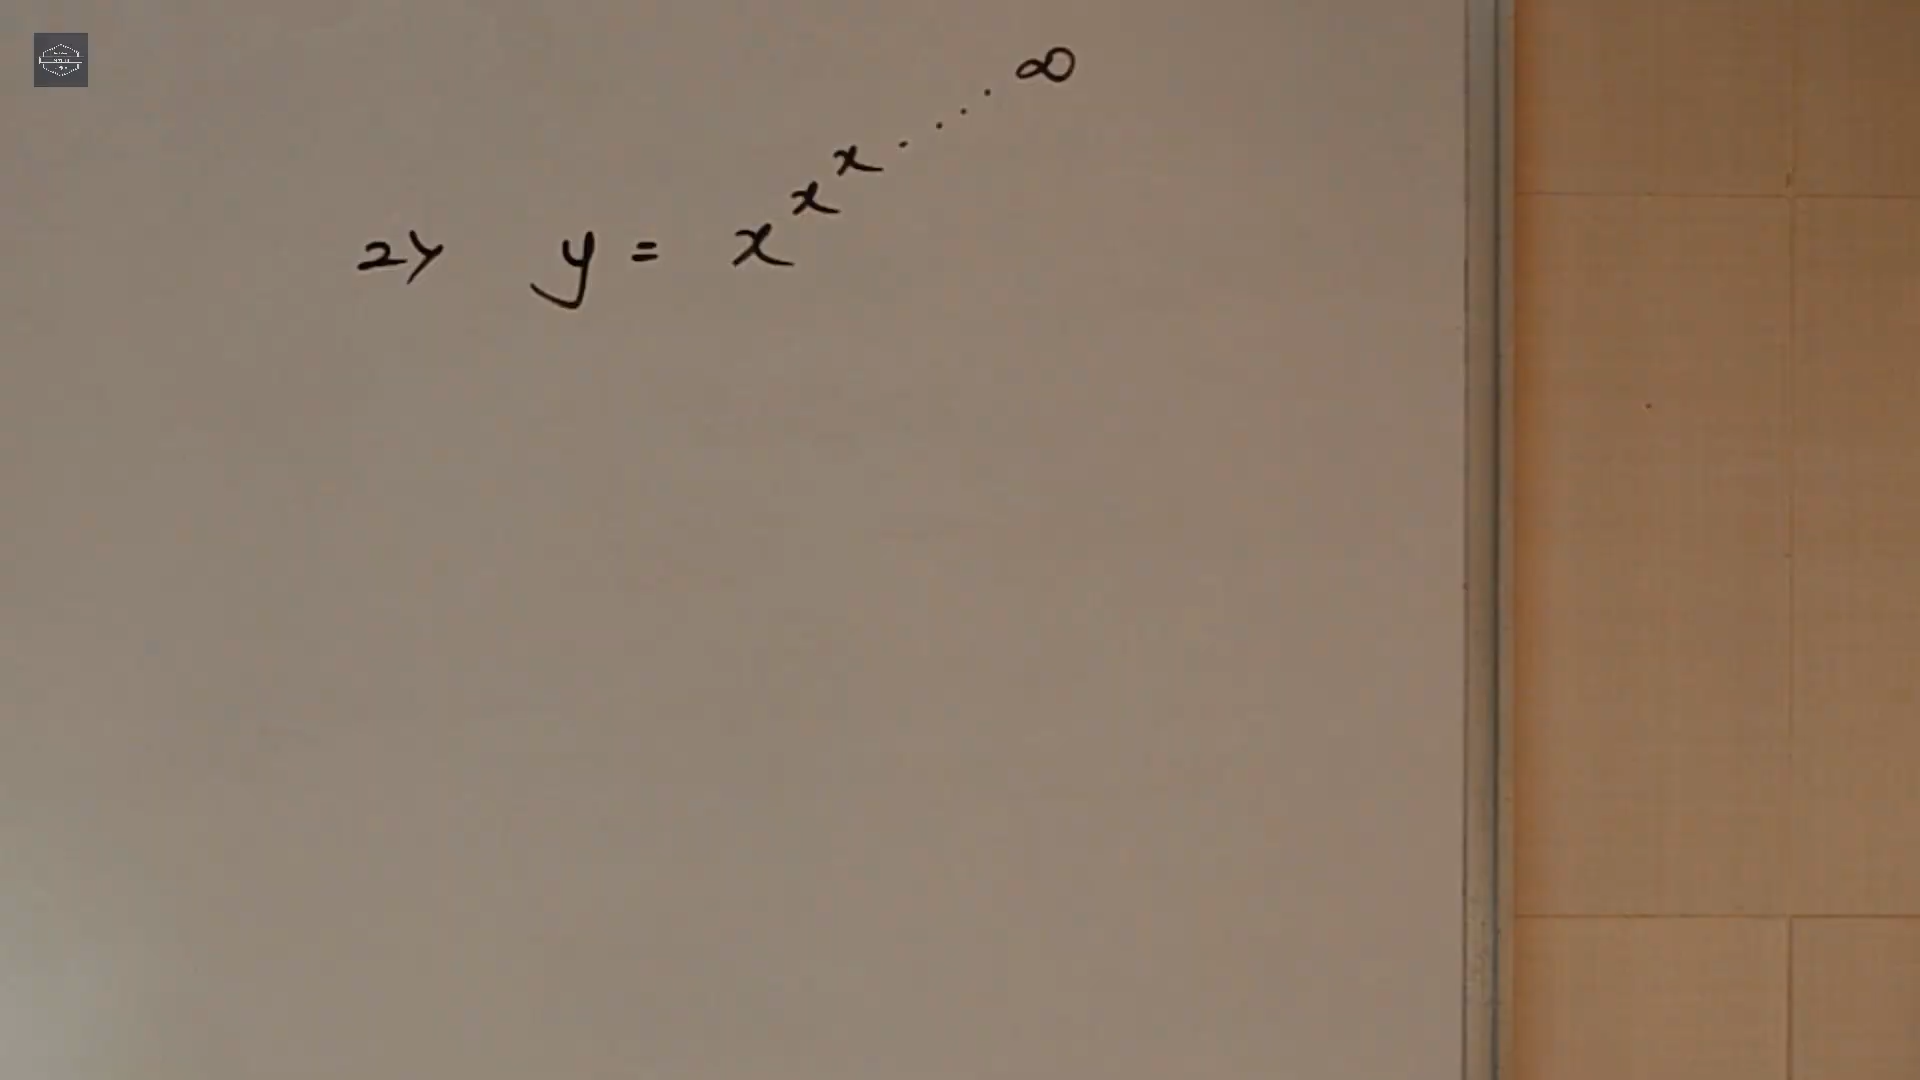 2) y = x^x^x.....∞